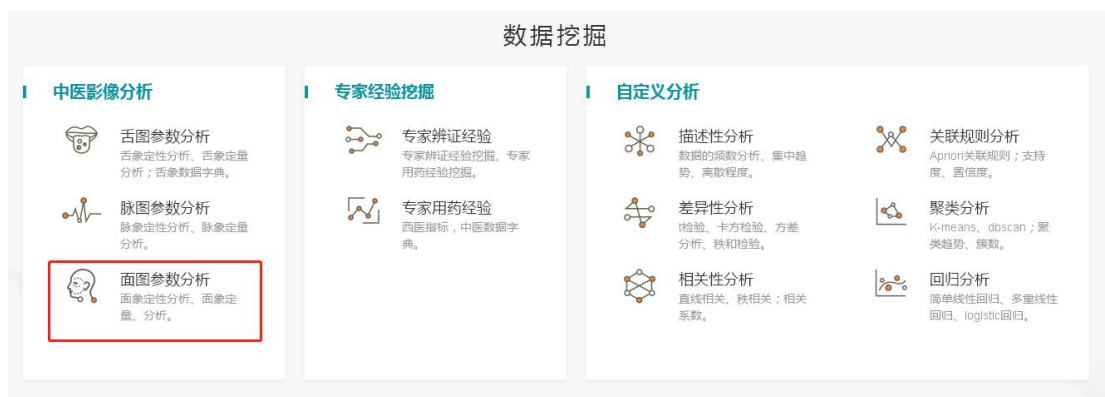 数据挖掘
中医影像分析
舌图参数分析
舌象定性分析、舌象定量
分析；舌象数据字典。
脉图参数分析
脉象定性分析、脉象定量
分析。
面图参数分析
面象定性分析、面象定
量、分析。
专家经验挖掘
专家辨证经验
专家辨证经验挖掘、专家
用药经验挖掘。
专家用药经验
西医指标，中医数据字
典。
自定义分析
描述性分析
数据的频数分析、集中趋
势、离散程度。
差异性分析
t检验、卡方检验、方差
分析、秩和检验。
相关性分析
直线相关、秩相关；相关
系数。
关联规则分析
Apriori关联规则；支持
度、置信度。
聚类分析
K-means、dbscan；聚
类趋势、簇数。
回归分析
简单线性回归、多重线性
回归、logistic回归。